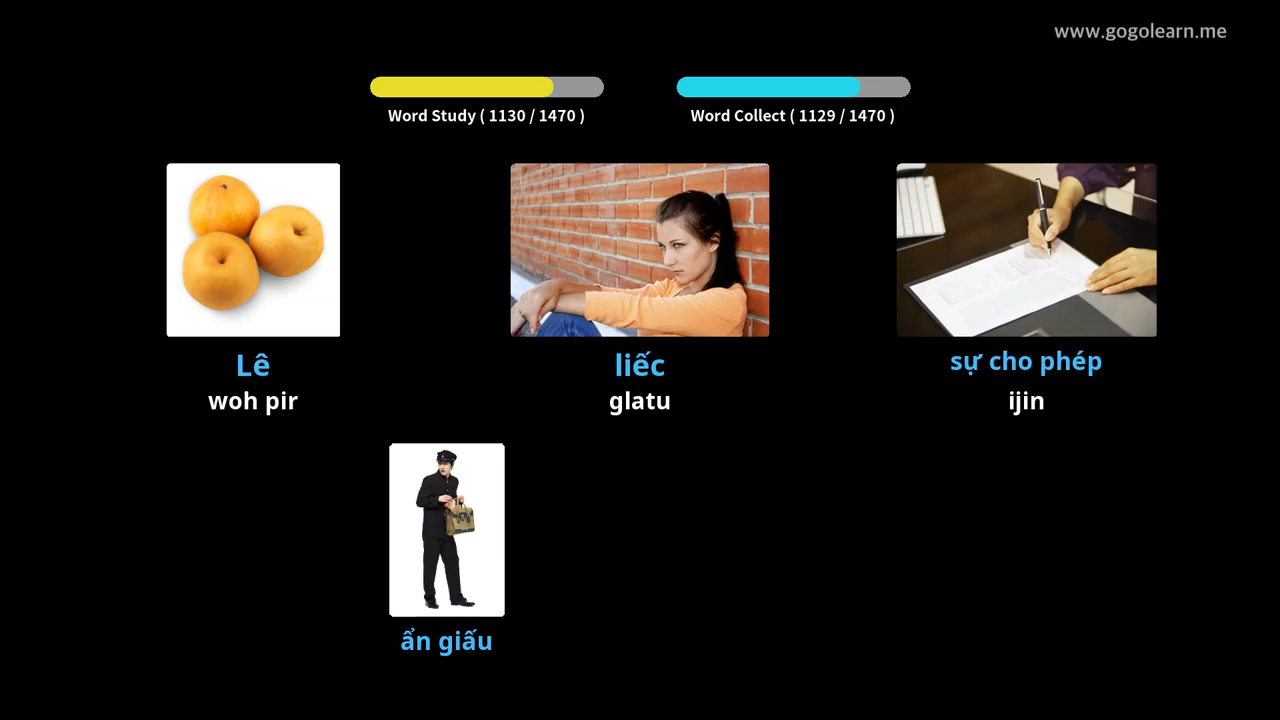 www.gogolearn.me
Word Study ( 1130 / 1470 )
Word Collect ( 1129 / 1470 )
Lê
woh pir
liếc
glatu
sự cho phép
ijin
ẩn giấu